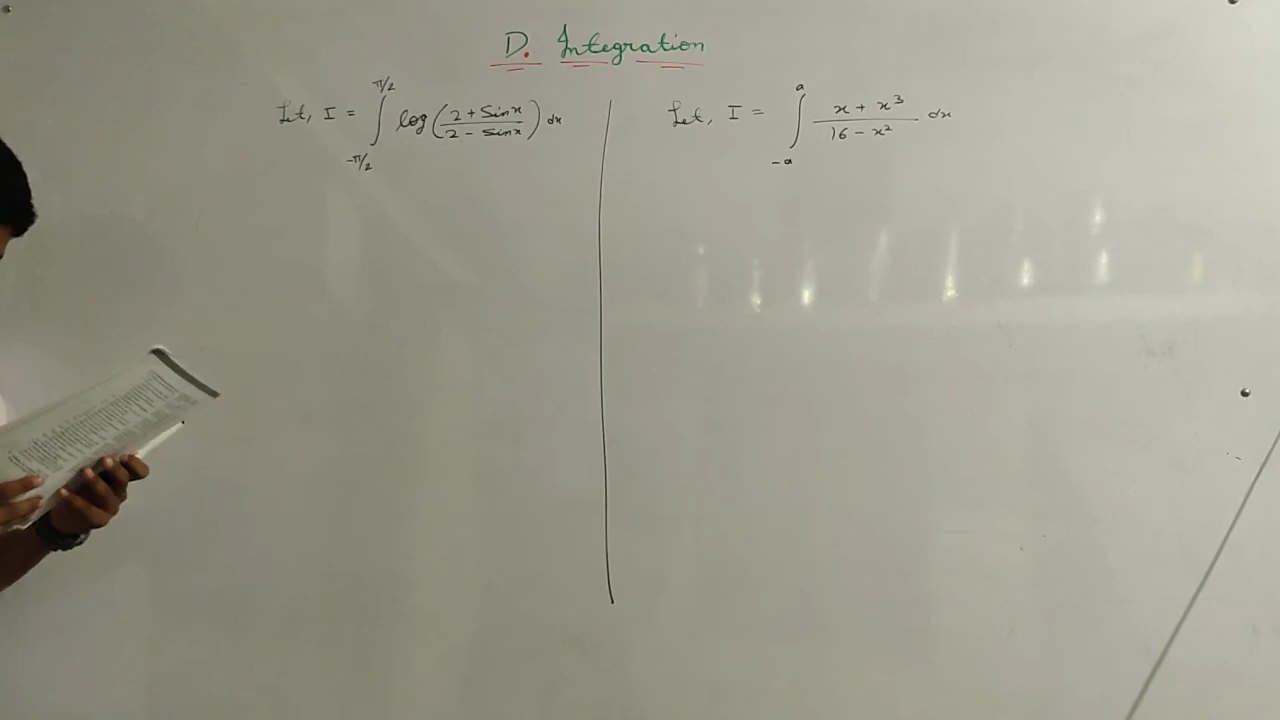 D. Integration
Let, I = ∫_{-π/2}^{π/2} log((2 + Sinx)/(2 - sinx)) dx
Let, I = ∫_{-a}^{a} (x + x³)/(16 - x²) dx